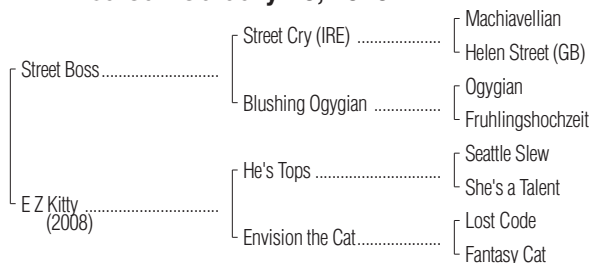 Machiavellian
Street Cry (IRE) ..................
Helen Street (GB)
Street Boss.........................
Ogygian
Blushing Ogygian .................
Fruhlingshochzeit
Seattle Slew
He's Tops ..........................
She's a Talent
E Z Kitty ............................
(2008)
Lost Code
Envision the Cat..................
Fantasy Cat